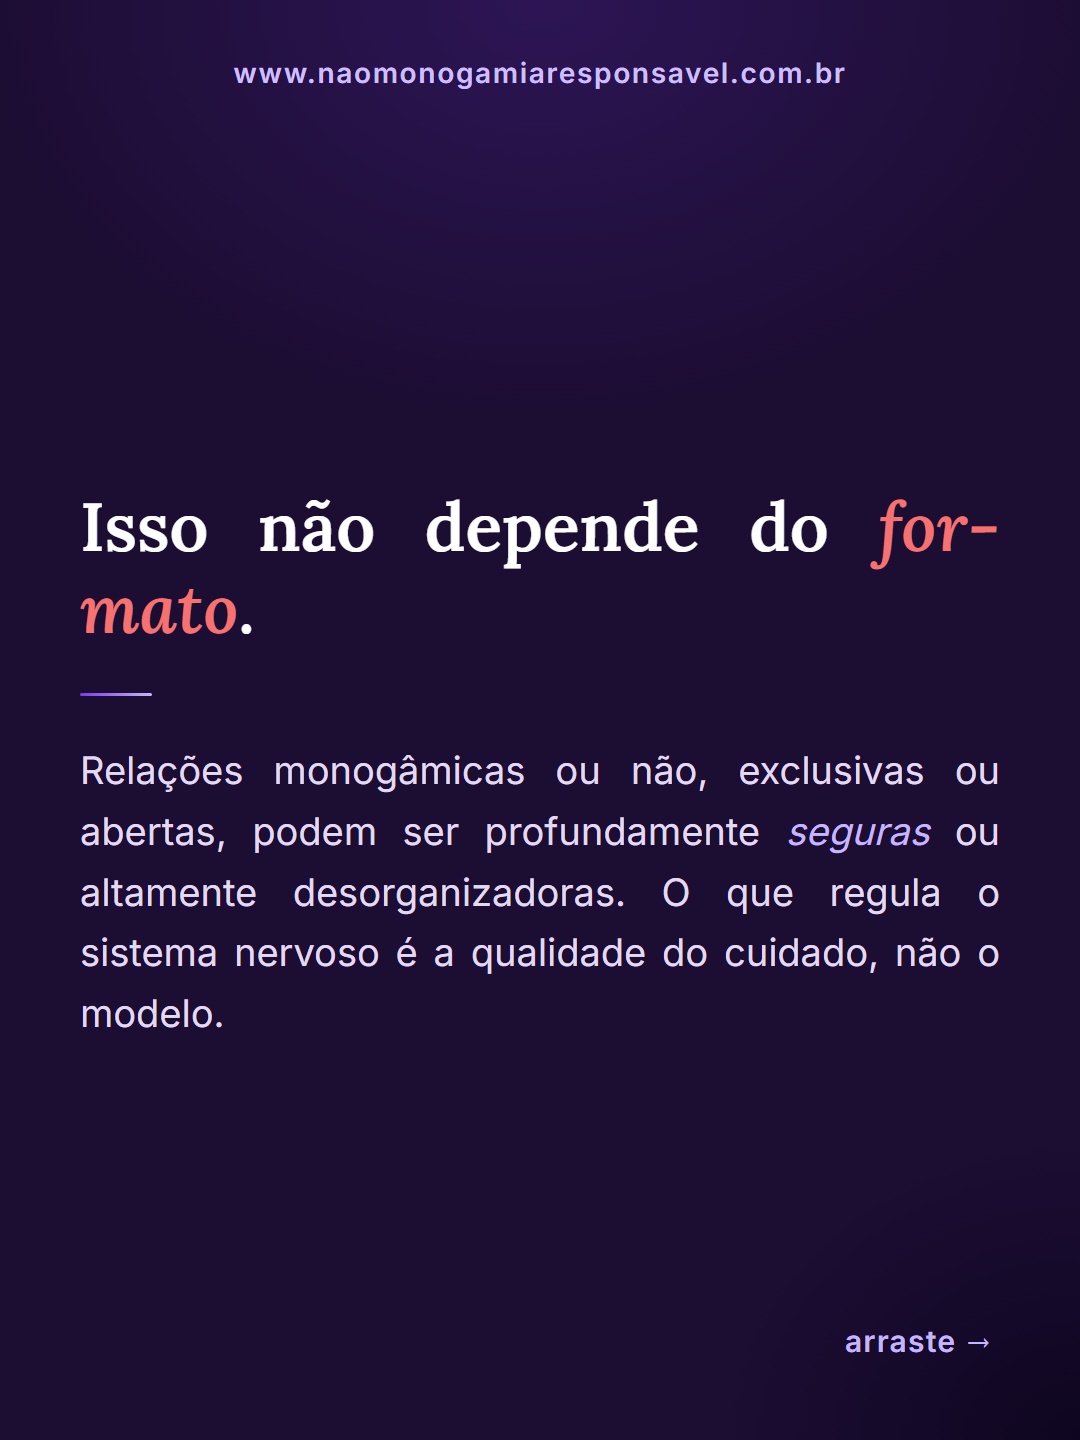 www.naomonogamiaresponsavel.com.br
Isso não depende do for-
mato.
Relações monogâmicas ou não, exclusivas ou
abertas, podem ser profundamente seguras ou
altamente desorganizadoras. O que regula o
sistema nervoso é a qualidade do cuidado, não o
modelo.
arraste →